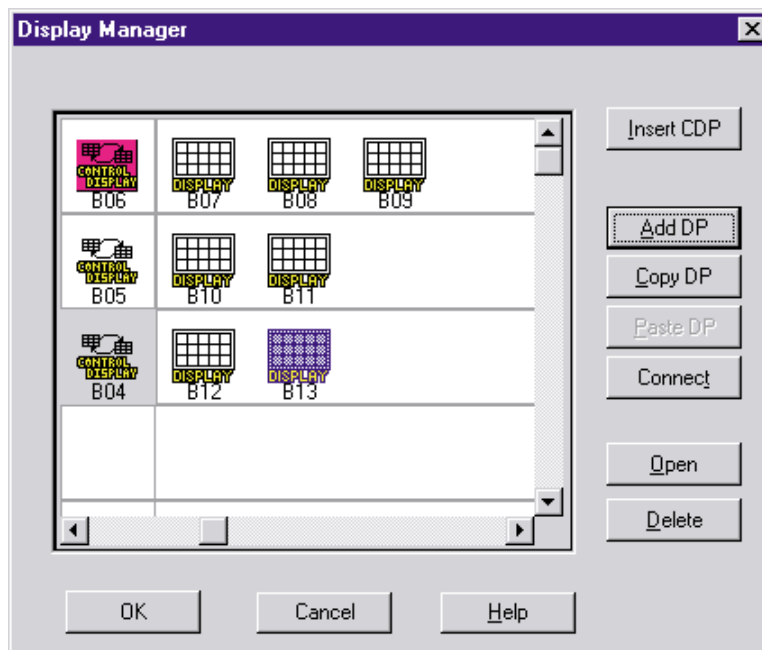 Display Manager
Insert CDP
CONTROL DISPLAY B06
DISPLAY B07
DISPLAY B08
DISPLAY B09
Add DP
CONTROL DISPLAY B05
DISPLAY B10
DISPLAY B11
Copy DP
Paste DP
CONTROL DISPLAY B04
DISPLAY B12
DISPLAY B13
Connect
Open
Delete
OK
Cancel
Help